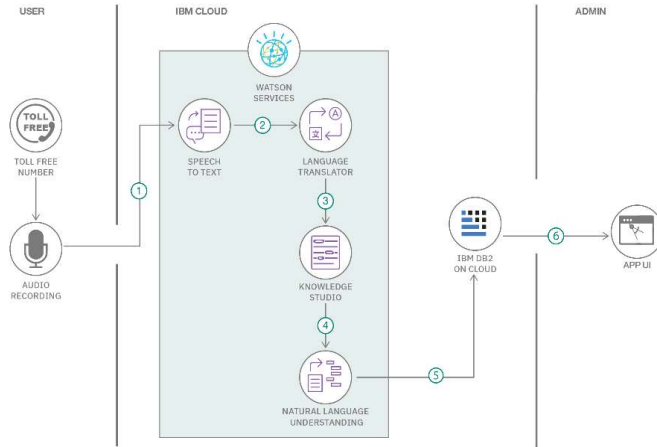 USER
IBM CLOUD
ADMIN
WATSON
SERVICES
TOLL
FREE
TOLL FREE
NUMBER
AUDIO
RECORDING
1
SPEECH
TO TEXT
2
A
文
LANGUAGE
TRANSLATOR
3
KNOWLEDGE
STUDIO
4
NATURAL LANGUAGE
UNDERSTANDING
5
IBM DB2
ON CLOUD
6
APP UI